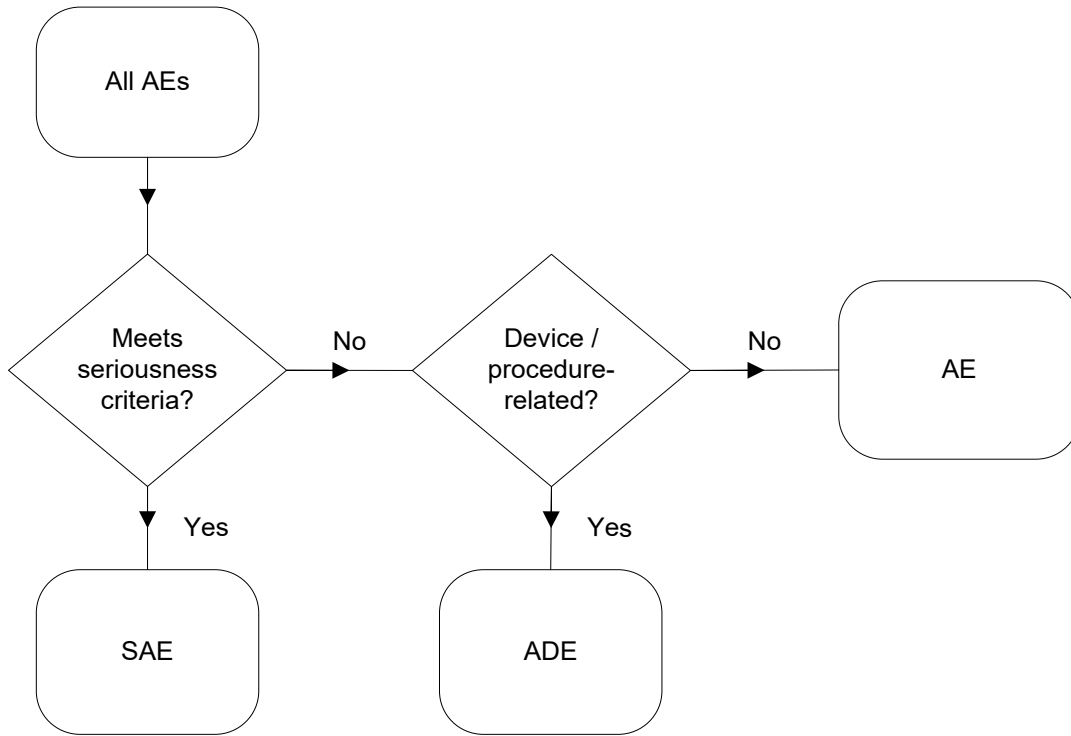 All AEs
Meets
seriousness
criteria?
No
Device /
procedure-
related?
No
AE
Yes
Yes
SAE
ADE